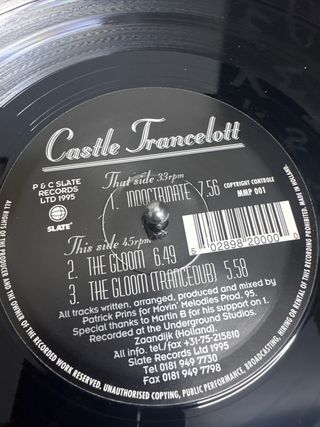 Castle Trancelott
P & C SLATE
RECORDS
LTD 1995
SLATE
That side 33rpm
1. INDOCTRINATE 7.56
COPYRIGHT CONTROLE
MMP 001
This side 45rpm
2. THE GLOOM 6.49
3. THE GLOOM (TRANCEDUB) 5.58
5 02698 20000 0
All tracks written, arranged, produced and mixed by
Patrick Prins for Movin' Melodies Prod. 95.
Special thanks to Martin B for his support on 1.
Recorded at the Underground Studios.
Zaandijk (Holland).
All info. tel./fax +31-75-215810
Slate Records Ltd 1995
Tel 0181 949 7730
Fax 0181 949 7798
ALL RIGHTS OF THE PRODUCER AND THE OWNER OF THE RECORDED WORK RESERVED. UNAUTHORISED COPYING, PUBLIC PERFORMANCE, BROADCASTING, HIRING OR RENTAL OF THIS RECORD PROHIBITED.
MADE IN HOLLAND.